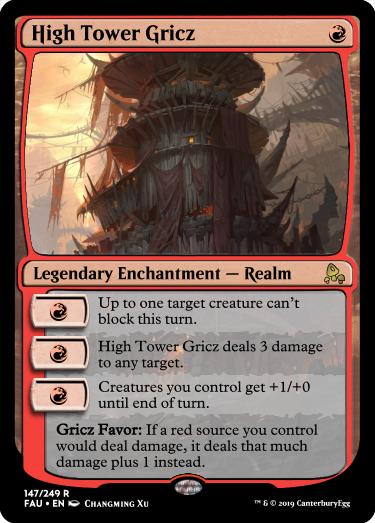 High Tower Gricz
Legendary Enchantment — Realm
Up to one target creature can't
block this turn.
High Tower Gricz deals 3 damage
to any target.
Creatures you control get +1/+0
until end of turn.
Gricz Favor: If a red source you control
would deal damage, it deals that much
damage plus 1 instead.
147/249 R
FAU • EN Changming Xu
™ & © 2019 CanterburyEgg